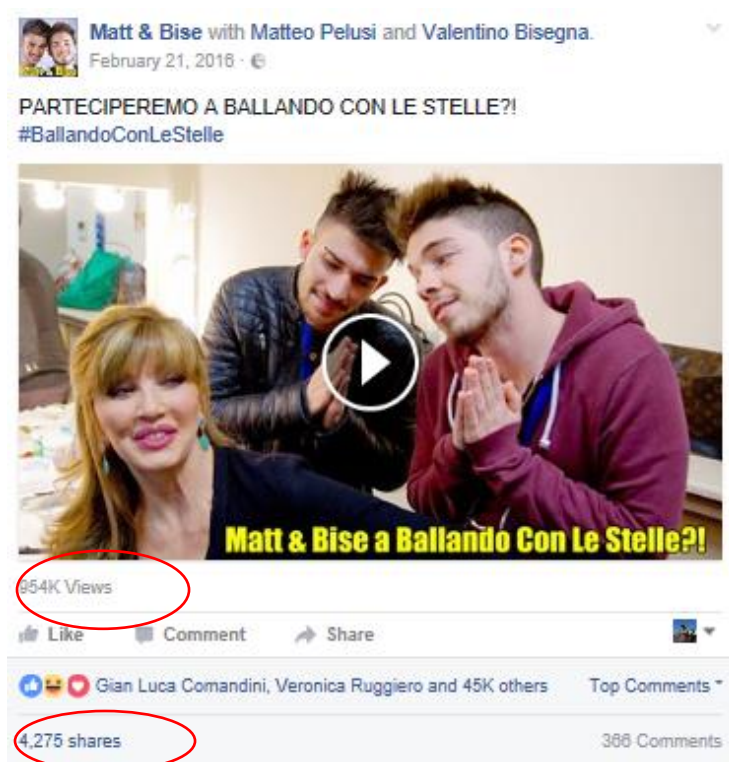 Matt & Bise with Matteo Pelusi and Valentino Bisegna.
February 21, 2016 ·
PARTECIPEREMO A BALLANDO CON LE STELLE?!
#BallandoConLeStelle
Matt & Bise a Ballando Con Le Stelle?!
954K Views
Like Comment Share
Gian Luca Comandini, Veronica Ruggiero and 45K others Top Comments
4,275 shares 366 Comments